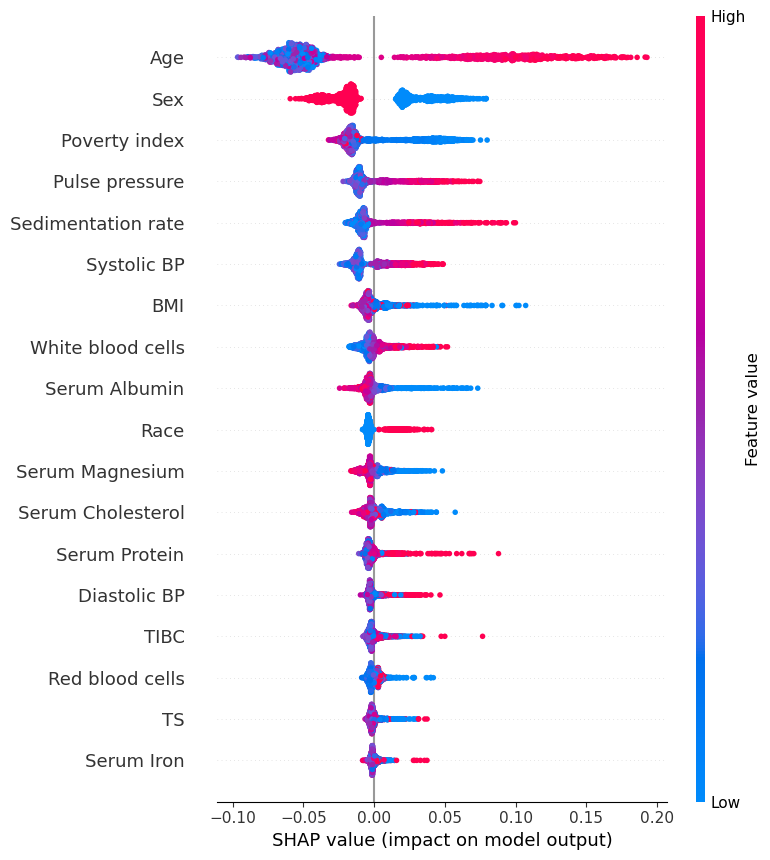 High
Age
Sex
Poverty index
Pulse pressure
Sedimentation rate
Systolic BP
BMI
White blood cells
Serum Albumin
Race
Serum Magnesium
Serum Cholesterol
Serum Protein
Diastolic BP
TIBC
Red blood cells
TS
Serum Iron
Feature value
Low
−0.10 −0.05 0.00 0.05 0.10 0.15 0.20
SHAP value (impact on model output)